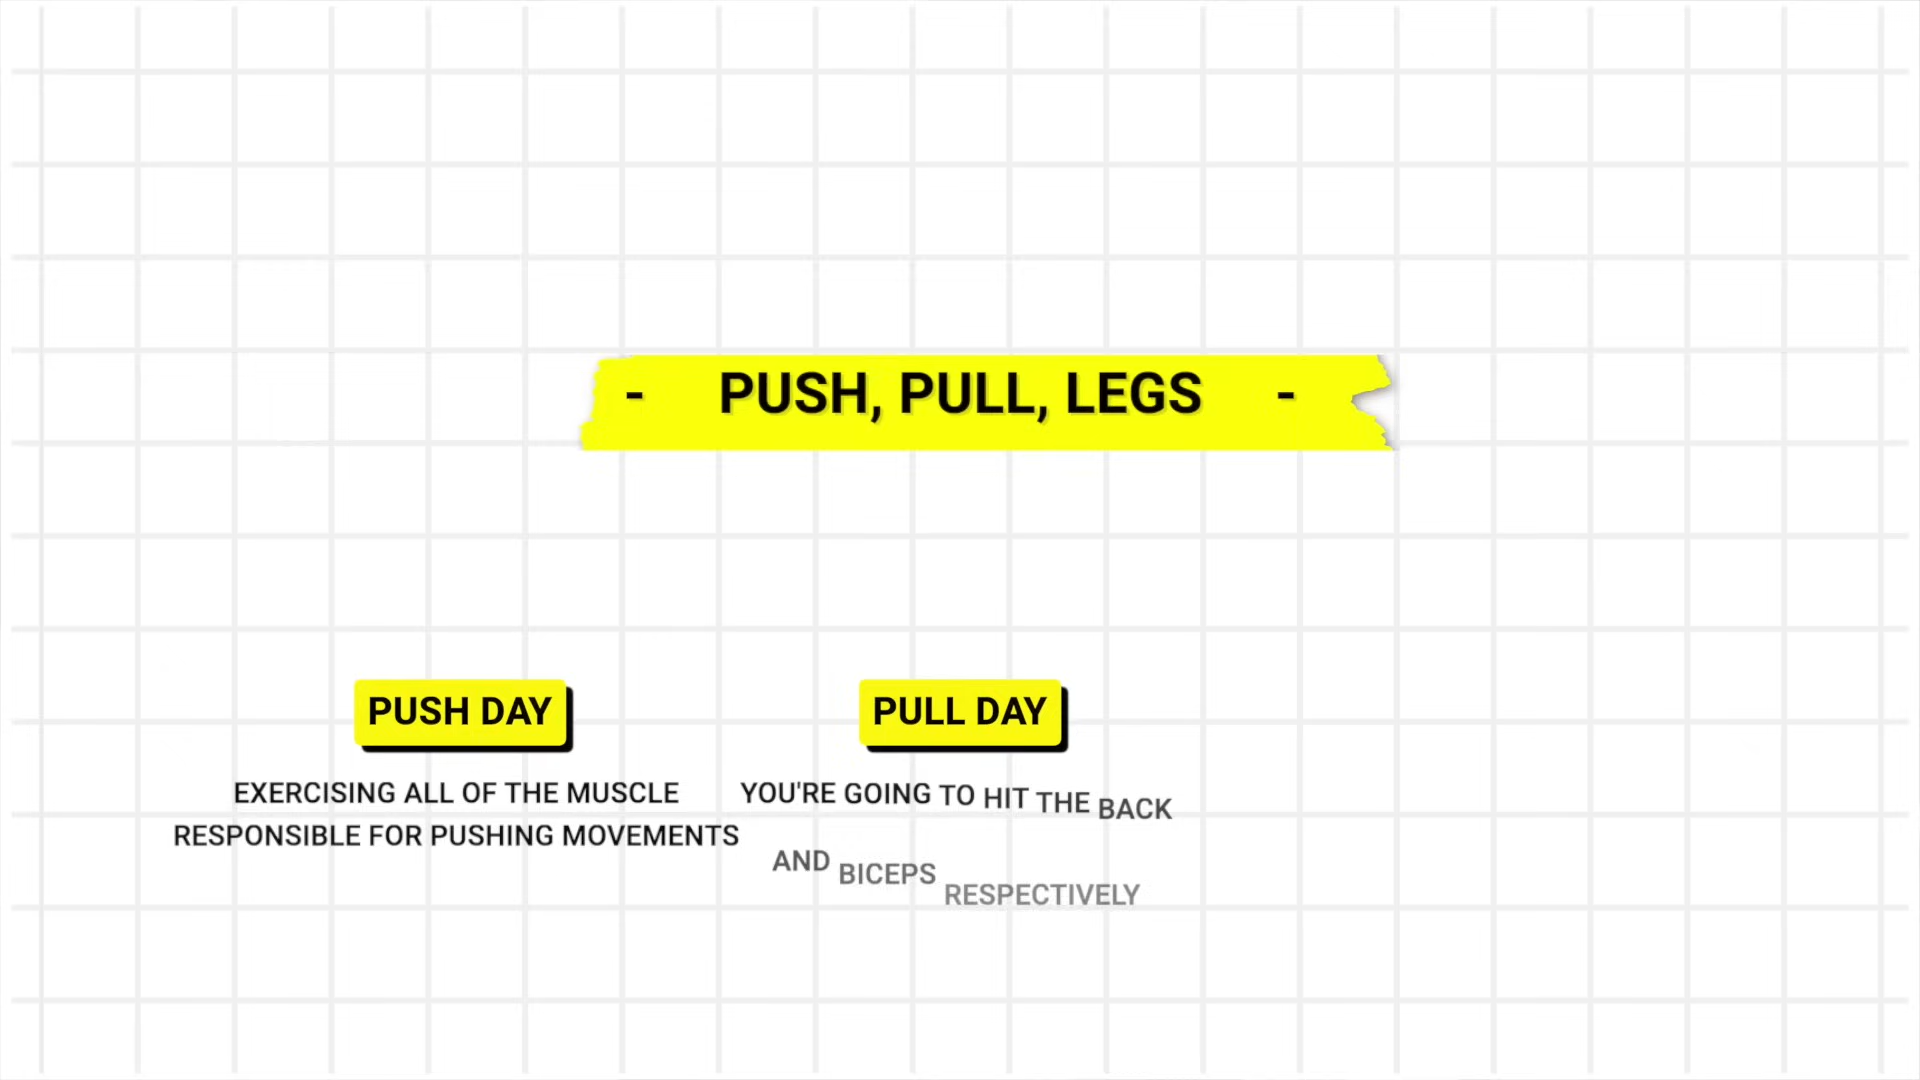 - PUSH, PULL, LEGS -
PUSH DAY
EXERCISING ALL OF THE MUSCLE
RESPONSIBLE FOR PUSHING MOVEMENTS
PULL DAY
YOU'RE GOING TO HIT THE BACK
AND BICEPS RESPECTIVELY